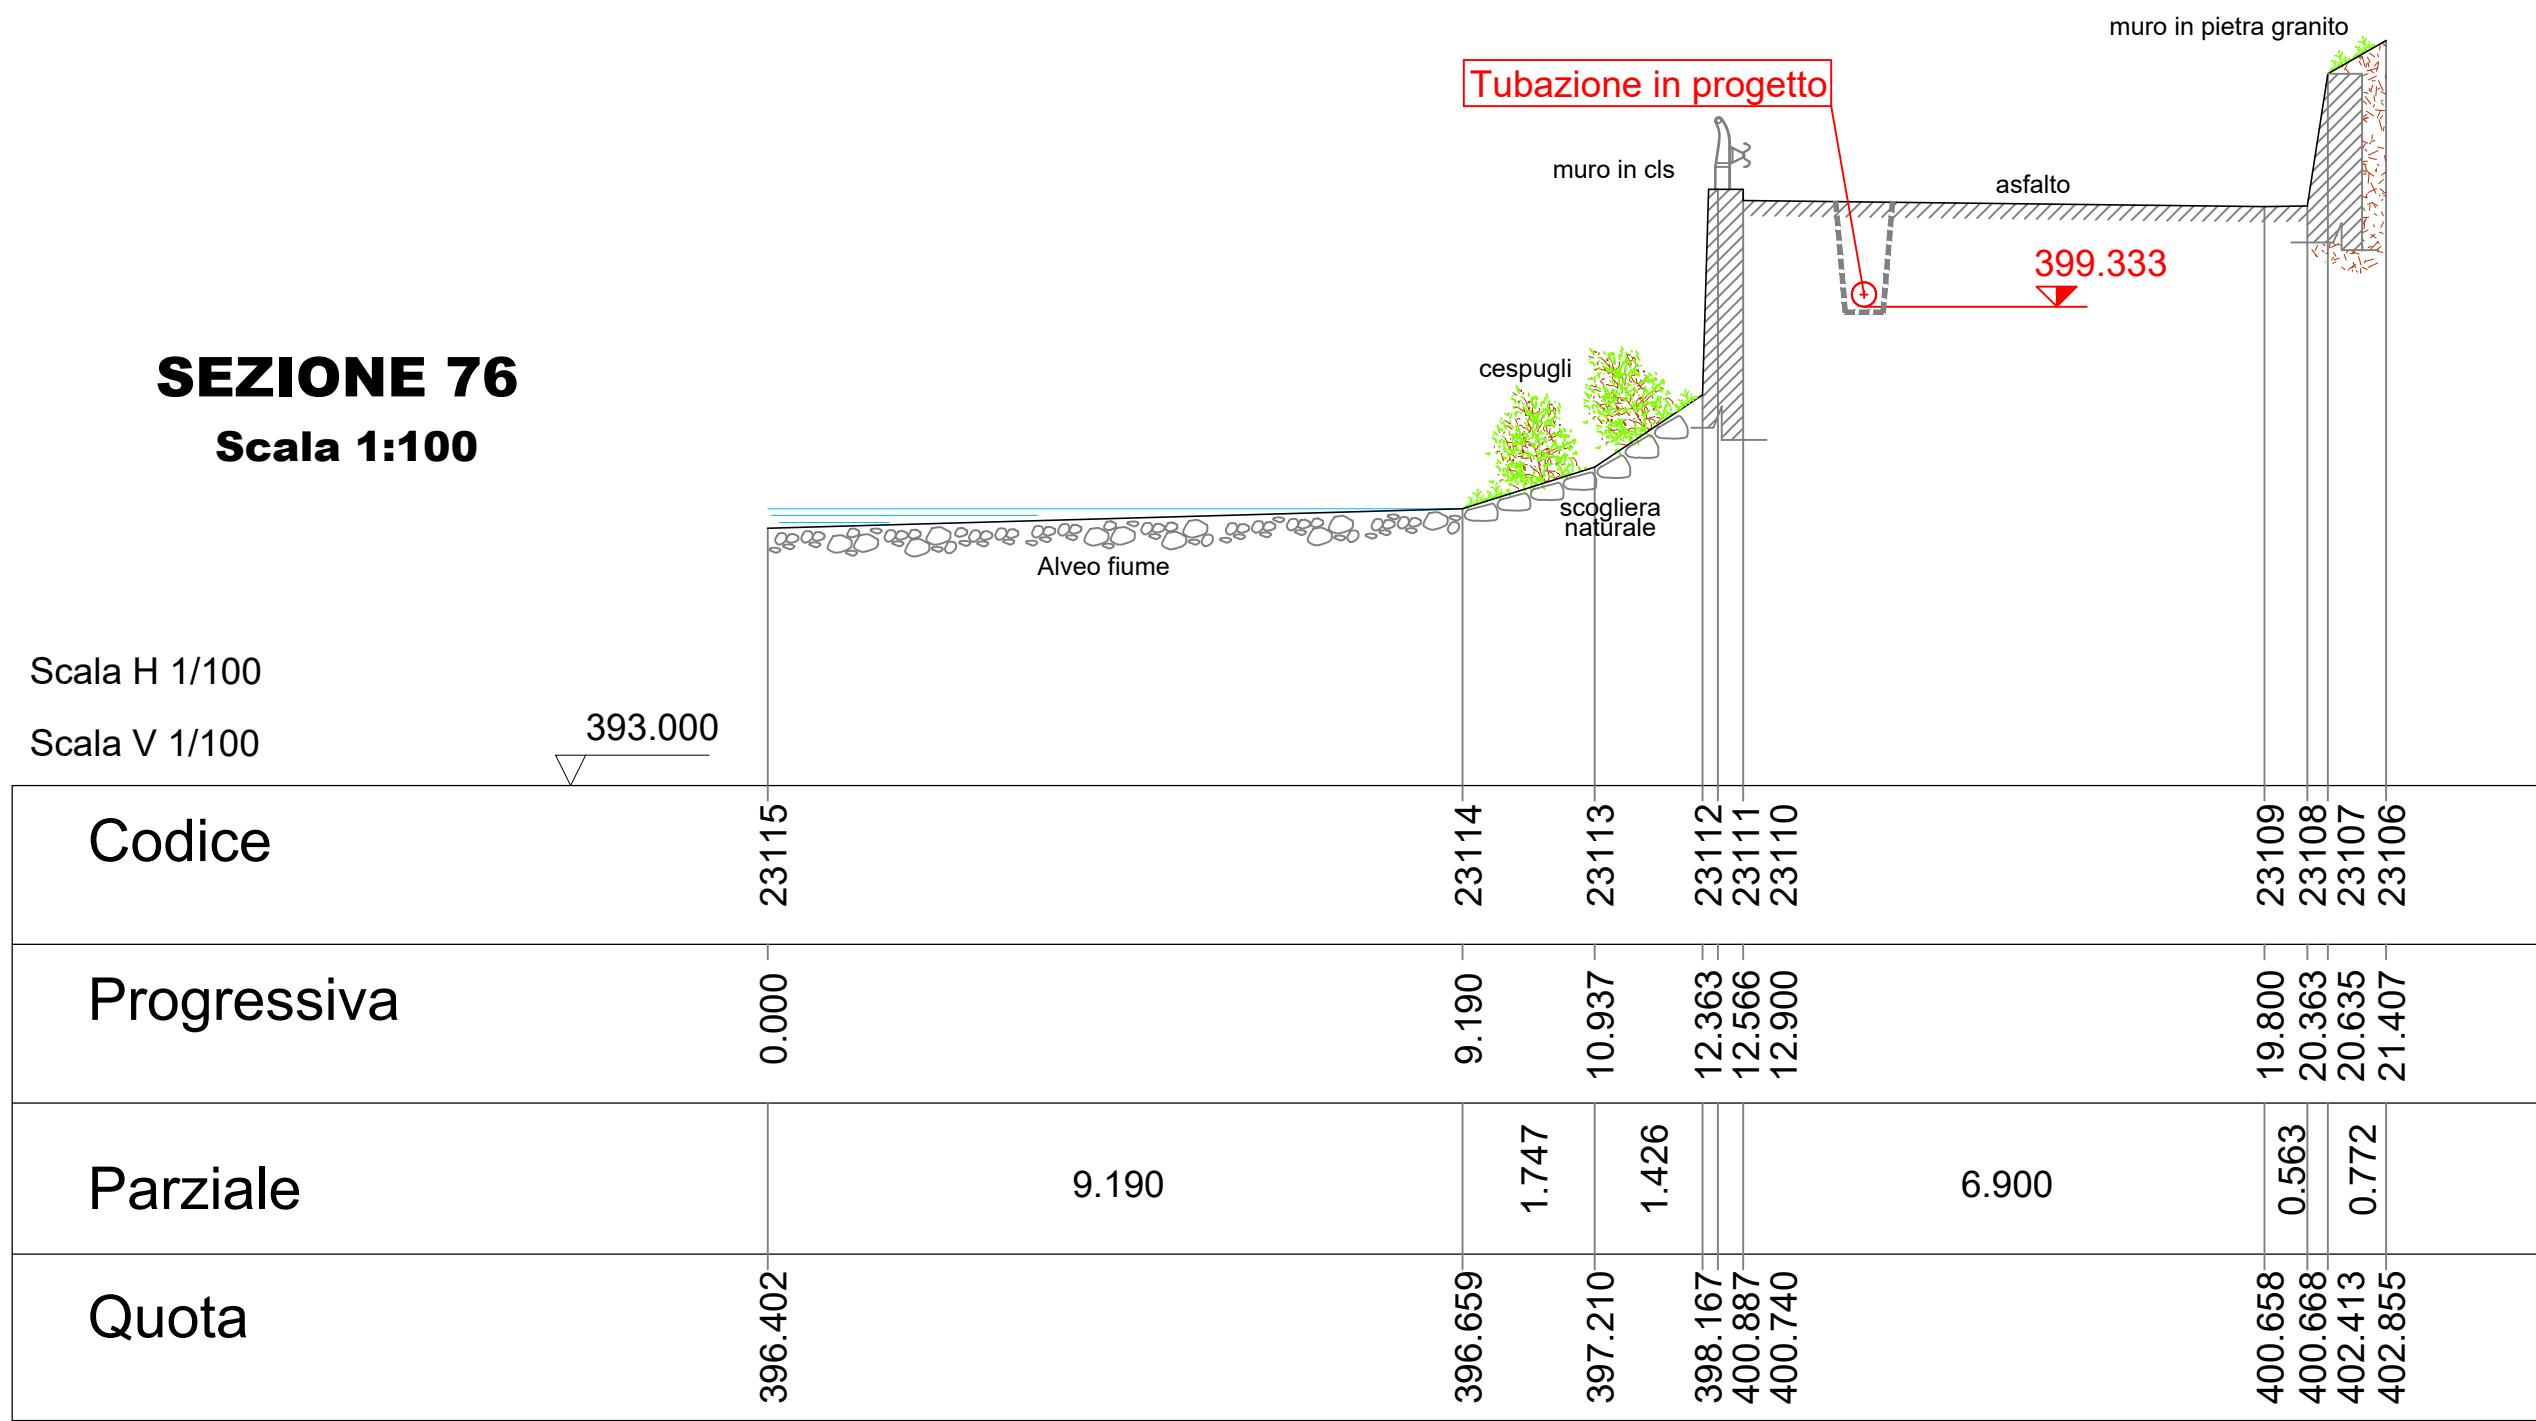 muro in pietra granito
Tubazione in progetto
muro in cls
asfalto
399.333
SEZIONE 76
Scala 1:100
cespugli
scogliera
naturale
Alveo fiume
Scala H 1/100
Scala V 1/100
393.000
Codice 23115 23114 23113 23112 23111 23110 23109 23108 23107 23106
Progressiva 0.000 9.190 10.937 12.363 12.566 12.900 19.800 20.363 20.635 21.407
Parziale 9.190 1.747 1.426 6.900 0.563 0.772
Quota 396.402 396.659 397.210 398.167 400.887 400.740 400.658 400.668 402.413 402.855